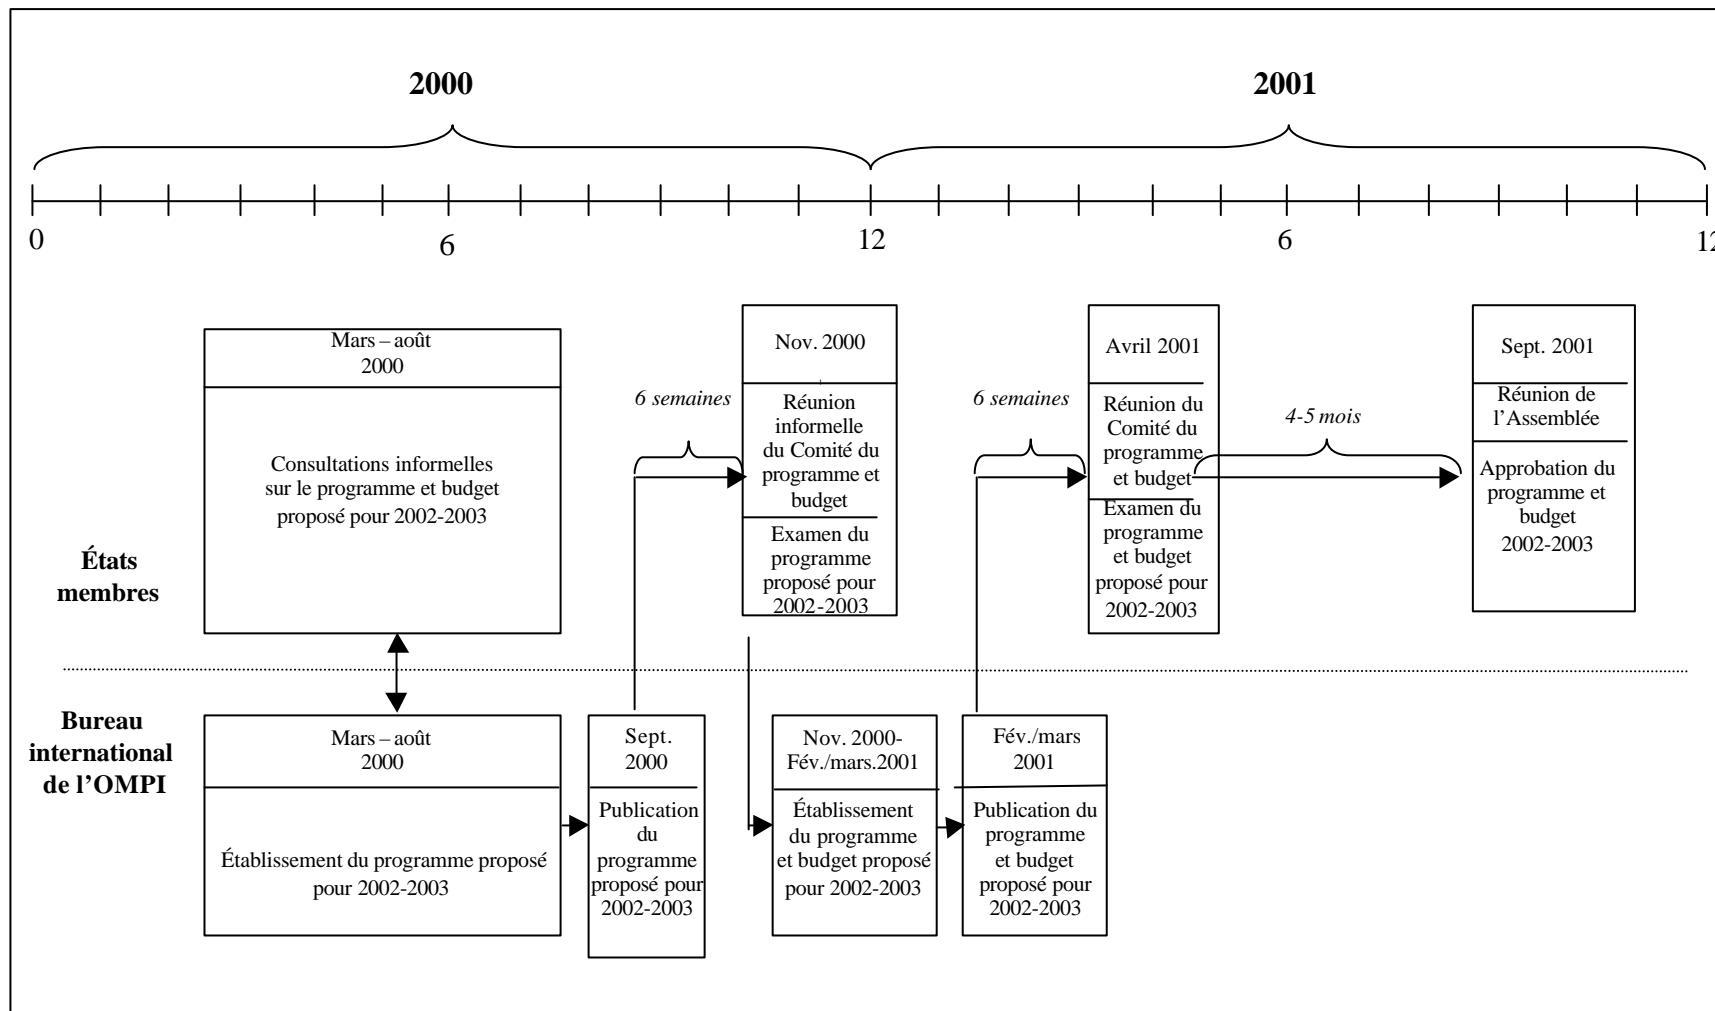 2000
2001
0
6
12
6
12
Mars – août
2000
Consultations informelles
sur le programme et budget
proposé pour 2002-2003
6 semaines
Nov. 2000
Réunion
informelle
du Comité du
programme et
budget
Examen du
programme
proposé pour
2002-2003
6 semaines
Avril 2001
Réunion du
Comité du
programme
et budget
Examen du
programme
et budget
proposé pour
2002-2003
4-5 mois
Sept. 2001
Réunion de
l’Assemblée
Approbation du
programme et
budget
2002-2003
États
membres
Bureau
international
de l’OMPI
Mars – août
2000
Établissement du programme proposé
pour 2002-2003
Sept.
2000
Publication
du
programme
proposé pour
2002-2003
Nov. 2000-
Fév./mars.2001
Établissement
du programme
et budget proposé
pour 2002-2003
Fév./mars
2001
Publication du
programme
et budget
proposé pour
2002-2003